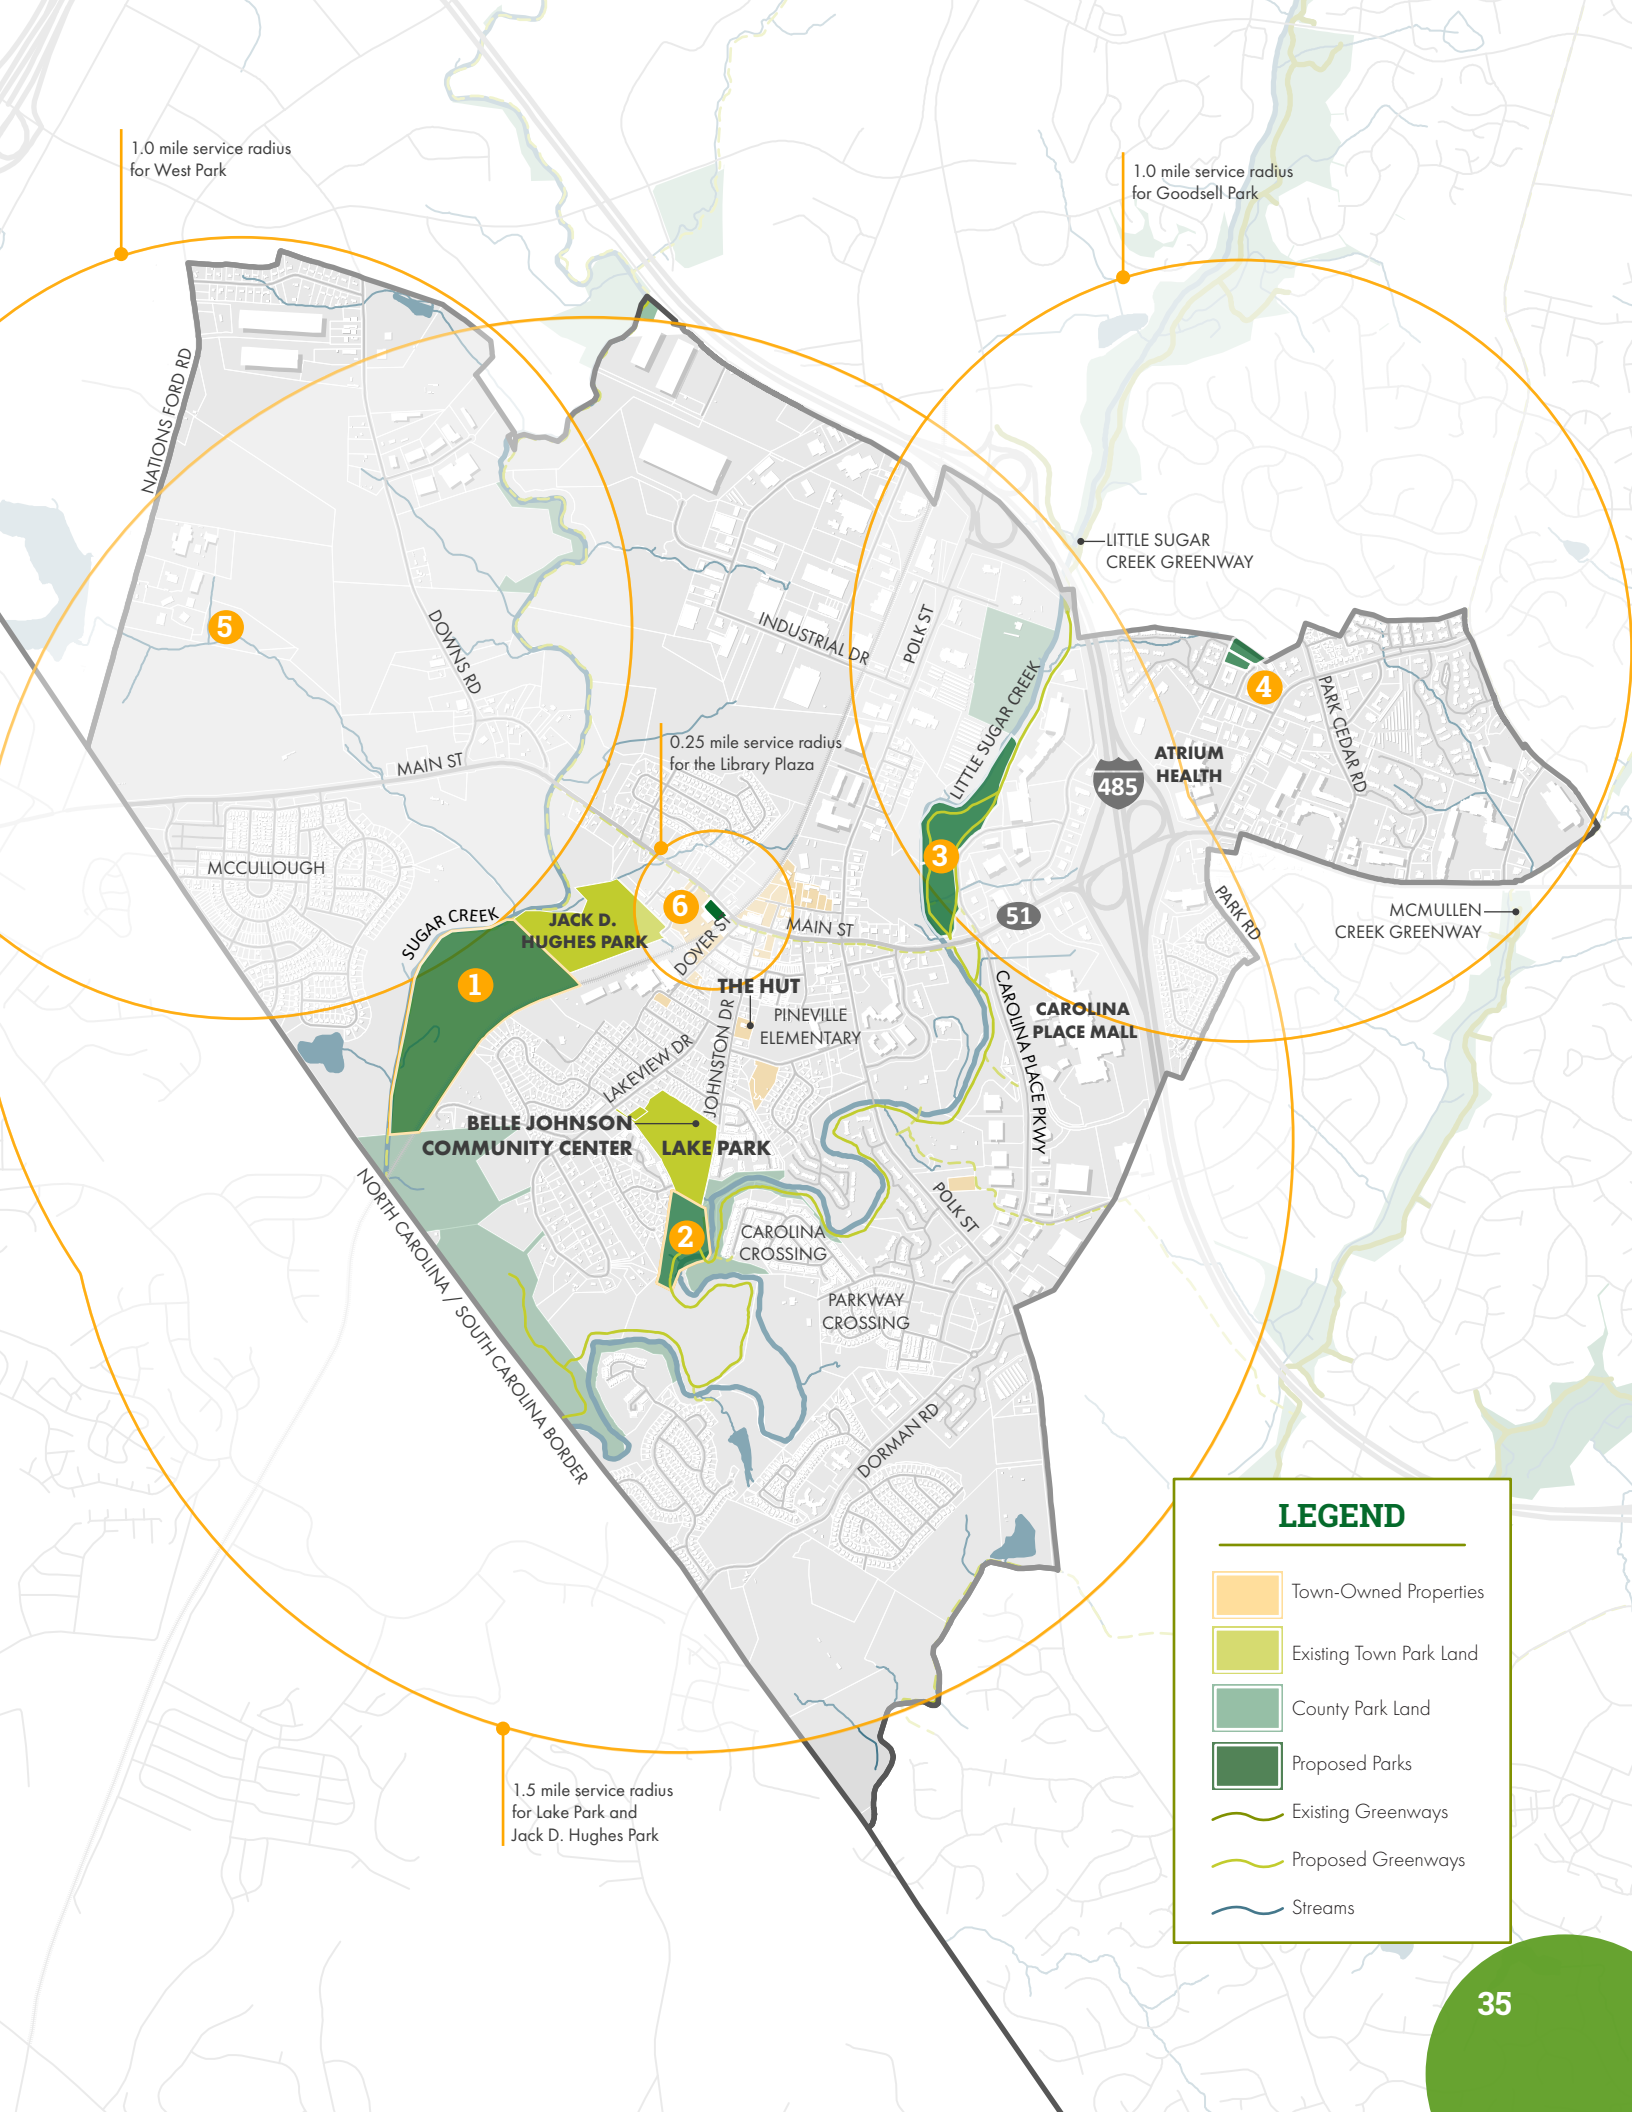 1.0 mile service radius
for West Park
1.0 mile service radius
for Goodsell Park
NATIONS FORD RD
LITTLE SUGAR
CREEK GREENWAY
5
DOWNS RD
INDUSTRIAL DR
POLK ST
LITTLE SUGAR CREEK
4
PARK CEDAR RD
MAIN ST
0.25 mile service radius
for the Library Plaza
ATRIUM
HEALTH
485
MCCULLOUGH
3
SUGAR CREEK
JACK D.
HUGHES PARK
6
DOVER ST
MAIN ST
51
PARK RD
MCMULLEN
CREEK GREENWAY
1
THE HUT
PINEVILLE
ELEMENTARY
CAROLINA PLACE PKWY
CAROLINA
PLACE MALL
LAKEVIEW DR
JOHNSTON DR
BELLE JOHNSON
COMMUNITY CENTER
LAKE PARK
NORTH CAROLINA / SOUTH CAROLINA BORDER
2
CAROLINA
CROSSING
POLK ST
PARKWAY
CROSSING
DORMAN RD
1.5 mile service radius
for Lake Park and
Jack D. Hughes Park
LEGEND
Town-Owned Properties
Existing Town Park Land
County Park Land
Proposed Parks
Existing Greenways
Proposed Greenways
Streams
35